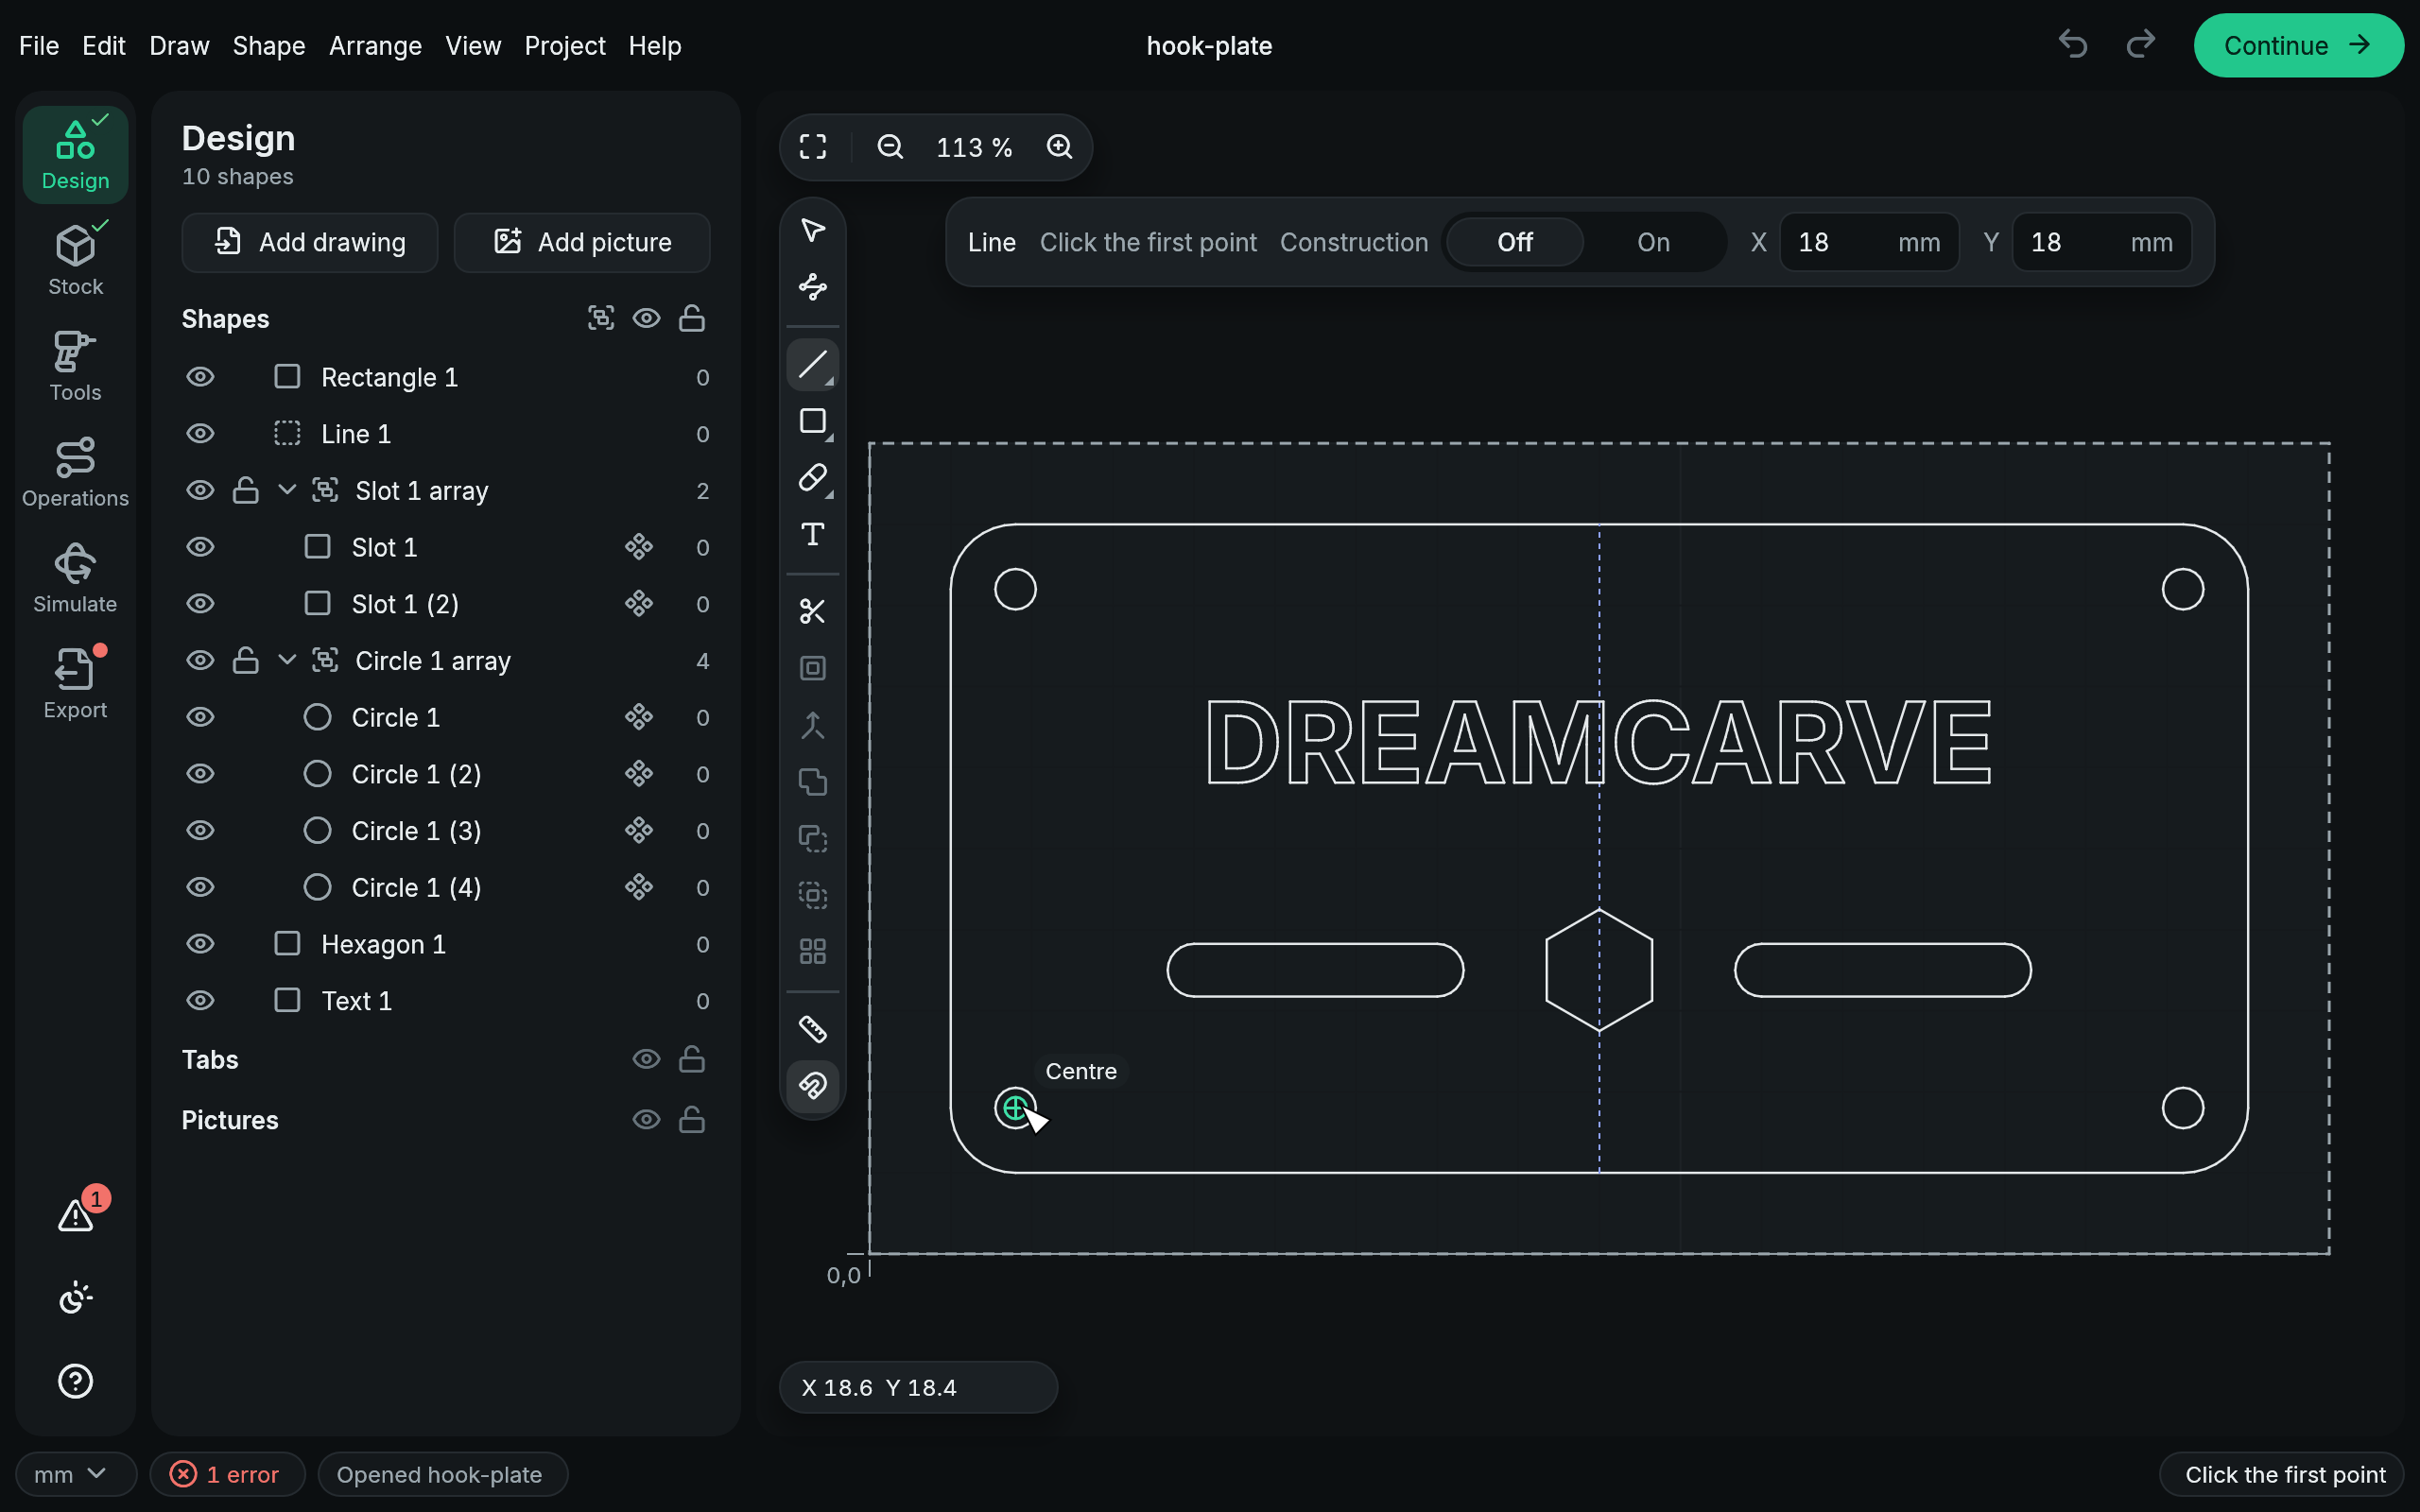 File Edit Draw Shape Arrange View Project Help
hook-plate
Continue
Design
Stock
Tools
Operations
Simulate
Export
1
Design
10 shapes
Add drawing
Add picture
Shapes
Rectangle 1 0
Line 1 0
Slot 1 array 2
Slot 1 0
Slot 1 (2) 0
Circle 1 array 4
Circle 1 0
Circle 1 (2) 0
Circle 1 (3) 0
Circle 1 (4) 0
Hexagon 1 0
Text 1 0
Tabs
Pictures
113 %
Line Click the first point Construction Off On X 18 mm Y 18 mm
DREAMCARVE
Centre
0,0
X 18.6 Y 18.4
mm
1 error
Opened hook-plate
Click the first point